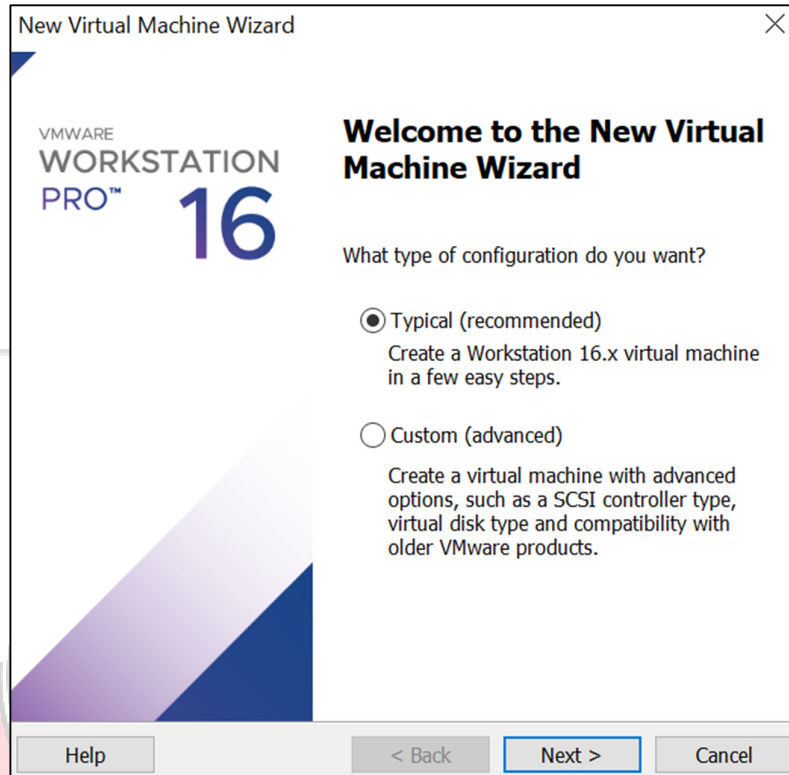 New Virtual Machine Wizard
VMWARE
WORKSTATION
PRO™ 16
Welcome to the New Virtual
Machine Wizard
What type of configuration do you want?
Typical (recommended)
Create a Workstation 16.x virtual machine
in a few easy steps.
Custom (advanced)
Create a virtual machine with advanced
options, such as a SCSI controller type,
virtual disk type and compatibility with
older VMware products.
Help < Back Next > Cancel